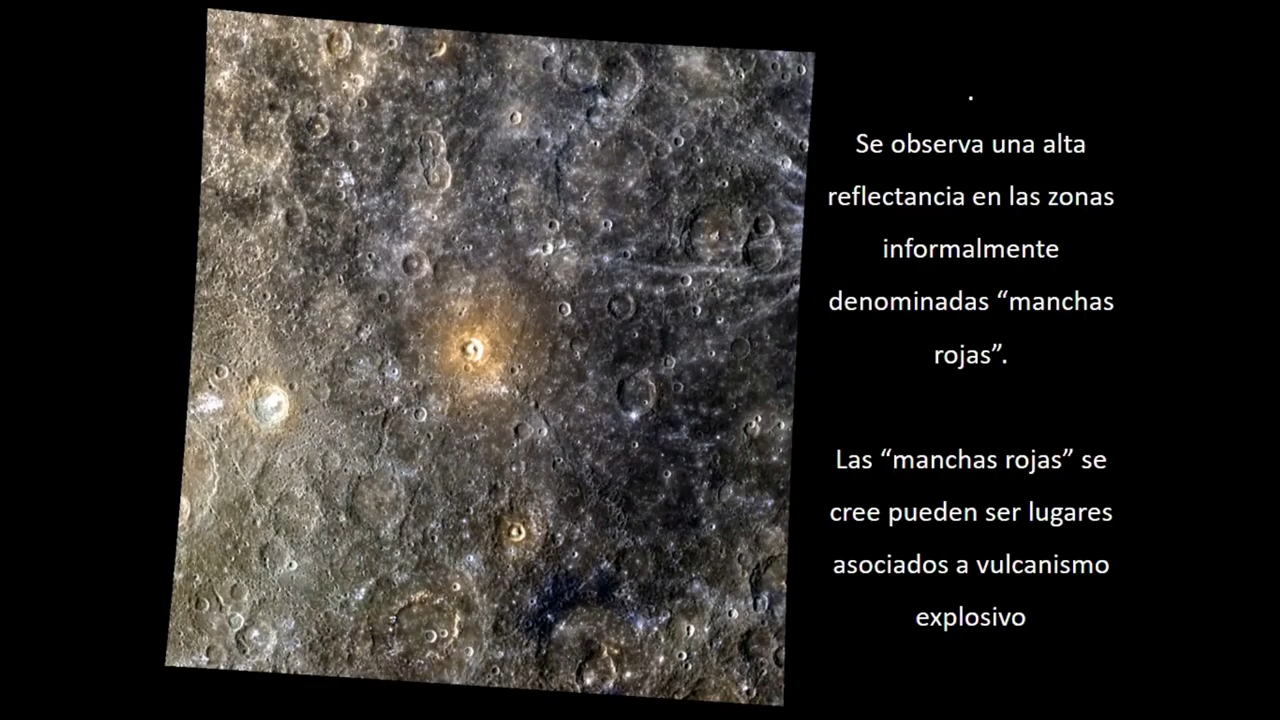 .
Se observa una alta
reflectancia en las zonas
informalmente
denominadas “manchas
rojas”.
Las “manchas rojas” se
cree pueden ser lugares
asociados a vulcanismo
explosivo